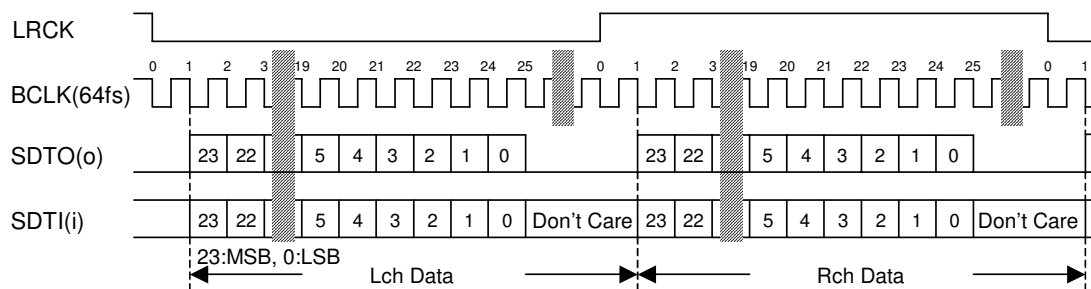 LRCK
0 1 2 3 19 20 21 22 23 24 25 0 1 2 3 19 20 21 22 23 24 25 0 1
BCLK(64fs)
SDTO(o) 23 22 5 4 3 2 1 0 23 22 5 4 3 2 1 0
SDTI(i) 23 22 5 4 3 2 1 0 Don't Care 23 22 5 4 3 2 1 0 Don't Care
23:MSB, 0:LSB
Lch Data Rch Data